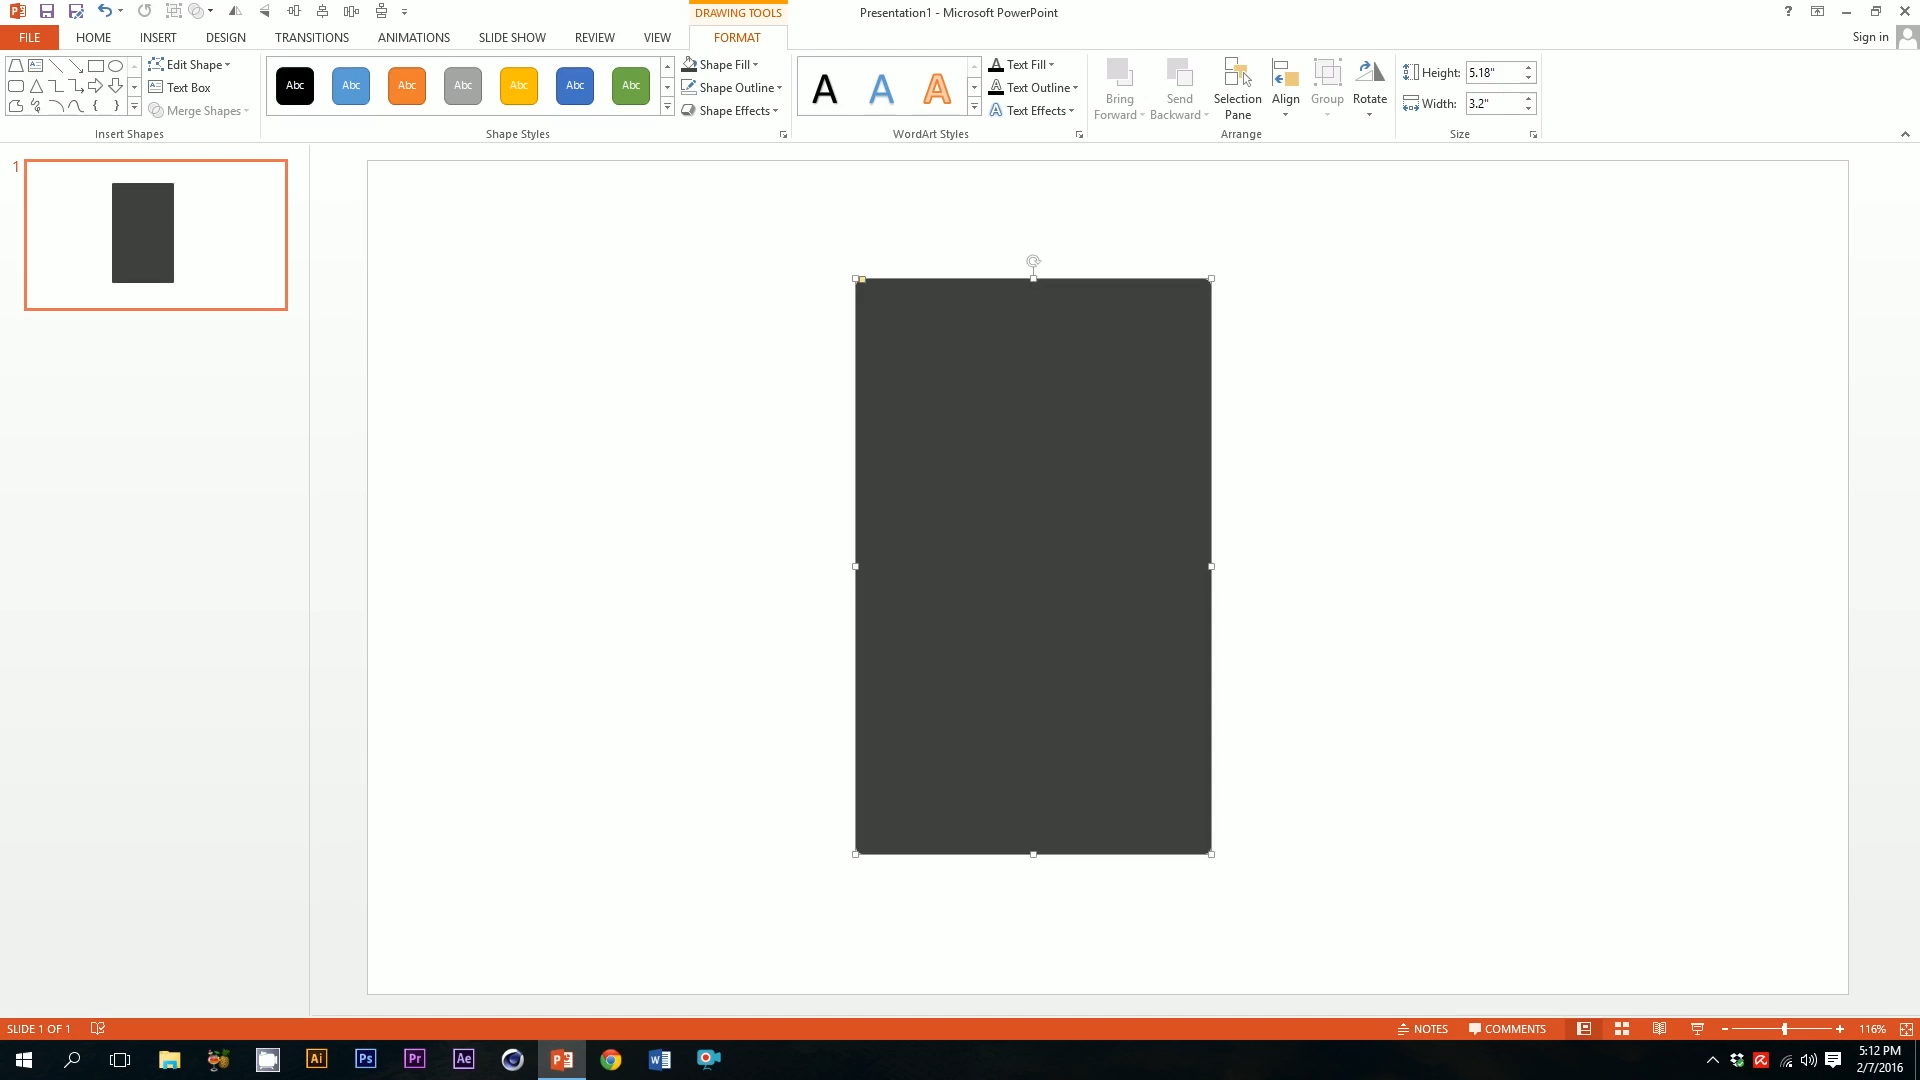 DRAWING TOOLS
Presentation1 - Microsoft PowerPoint
?
FILE HOME INSERT DESIGN TRANSITIONS ANIMATIONS SLIDE SHOW REVIEW VIEW FORMAT
Sign in
Edit Shape
Text Box
Merge Shapes
Insert Shapes
Abc Abc Abc Abc Abc Abc Abc
Shape Styles
Shape Fill
Shape Outline
Shape Effects
A A A
WordArt Styles
Text Fill
Text Outline
Text Effects
Bring
Forward
Send
Backward
Selection
Pane
Align
Group
Rotate
Arrange
Height: 5.18"
Width: 3.2"
Size
1
SLIDE 1 OF 1
NOTES
COMMENTS
116%
Ai
Ps
Pr
Ae
5:12 PM
2/7/2016